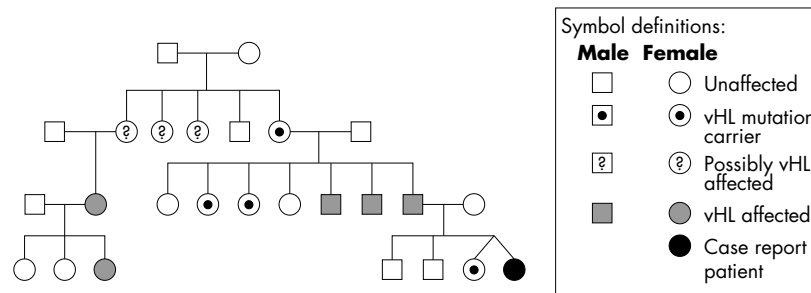 Symbol definitions:
Male Female
Unaffected
vHL mutation
carrier
? ? Possibly vHL
affected
vHL affected
Case report
patient
? ? ?